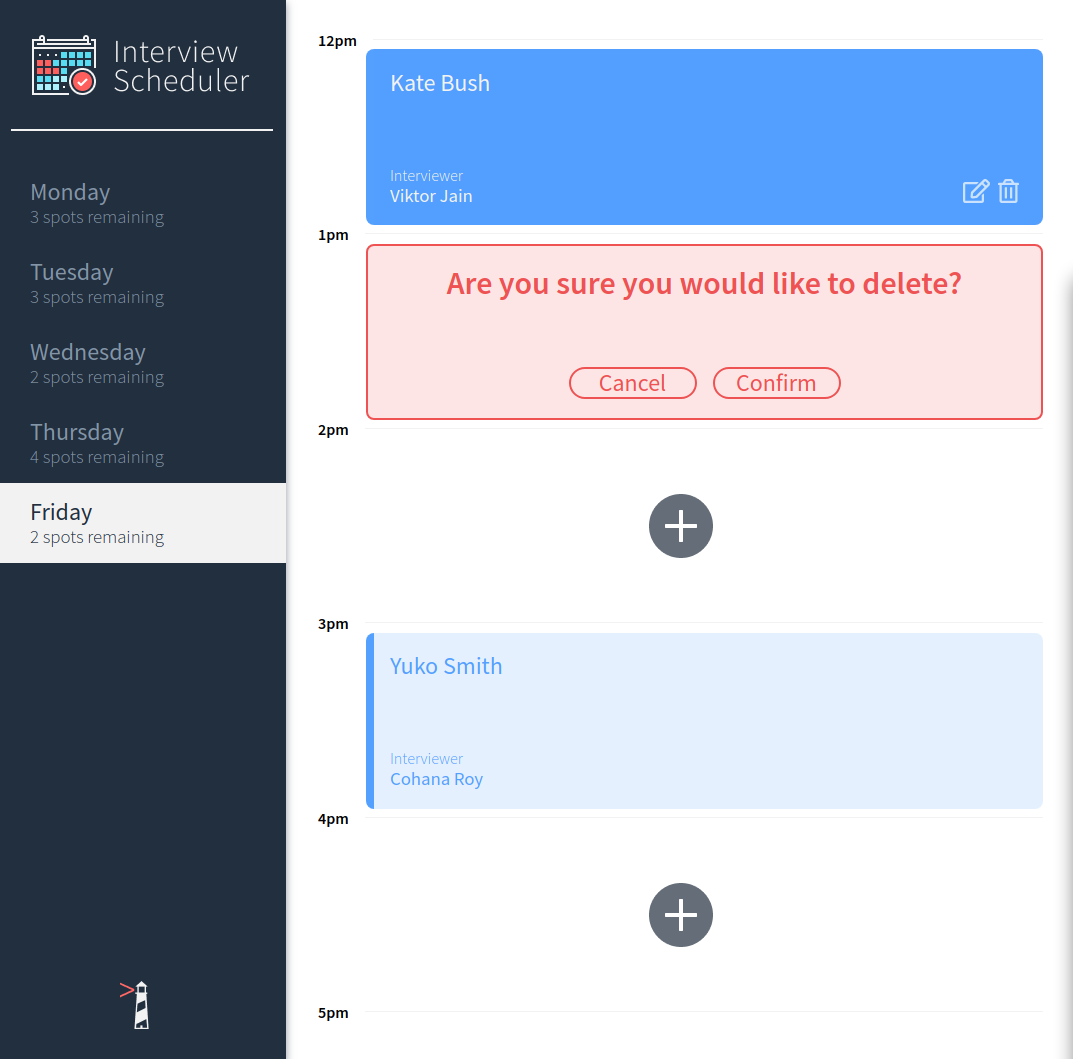 Interview
Scheduler
Monday
3 spots remaining
Tuesday
3 spots remaining
Wednesday
2 spots remaining
Thursday
4 spots remaining
Friday
2 spots remaining
12pm
Kate Bush
Interviewer
Viktor Jain
1pm
Are you sure you would like to delete?
Cancel Confirm
2pm
3pm
Yuko Smith
Interviewer
Cohana Roy
4pm
5pm